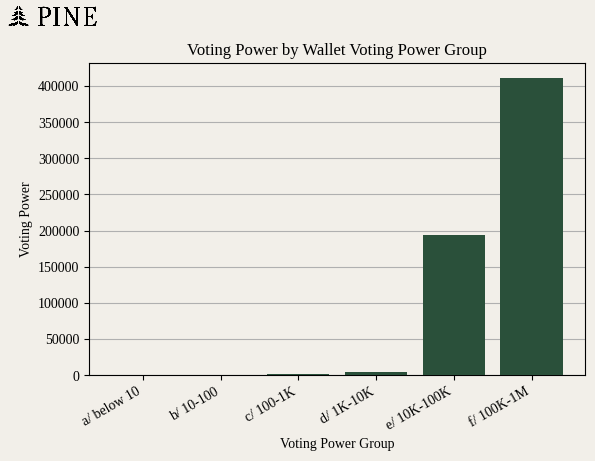 PINE
Voting Power by Wallet Voting Power Group
400000
350000
300000
250000
200000
150000
100000
50000
0
Voting Power
a/ below 10
b/ 10-100
c/ 100-1K
d/ 1K-10K
e/ 10K-100K
f/ 100K-1M
Voting Power Group